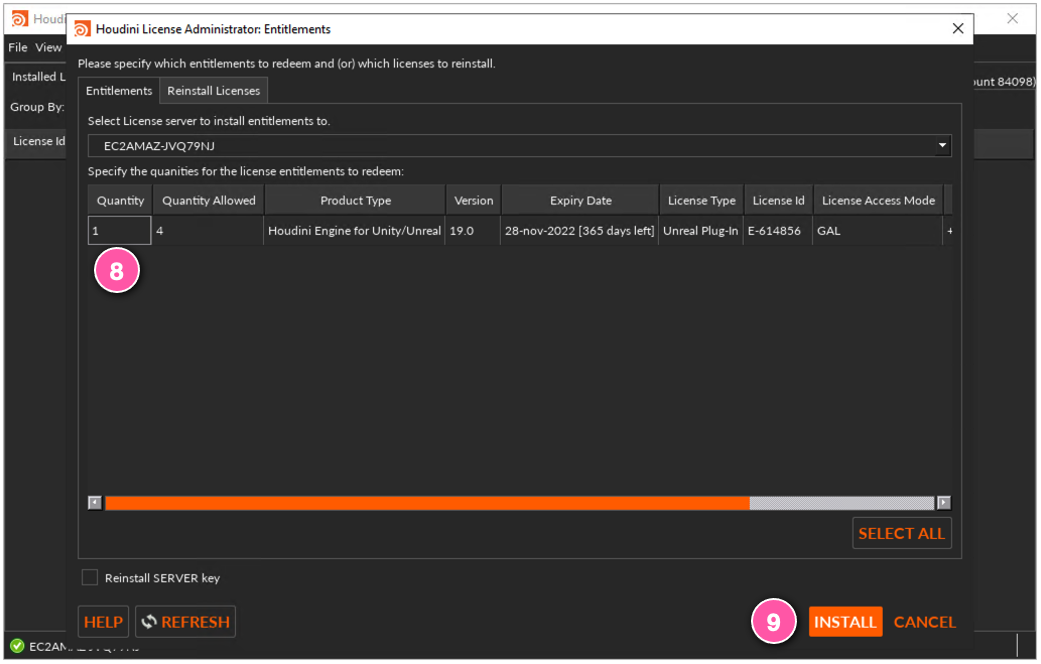 Houdi
Houdini License Administrator: Entitlements
File View
Please specify which entitlements to redeem and (or) which licenses to reinstall.
Installed L
ount 84098)
Entitlements Reinstall Licenses
Group By:
Select License server to install entitlements to.
License Id
EC2AMAZ-JVQ79NJ
Specify the quanities for the license entitlements to redeem:
Quantity Quantity Allowed Product Type Version Expiry Date License Type License Id License Access Mode
1 4 Houdini Engine for Unity/Unreal 19.0 28-nov-2022 [365 days left] Unreal Plug-In E-614856 GAL +
8
SELECT ALL
Reinstall SERVER key
HELP REFRESH 9 INSTALL CANCEL